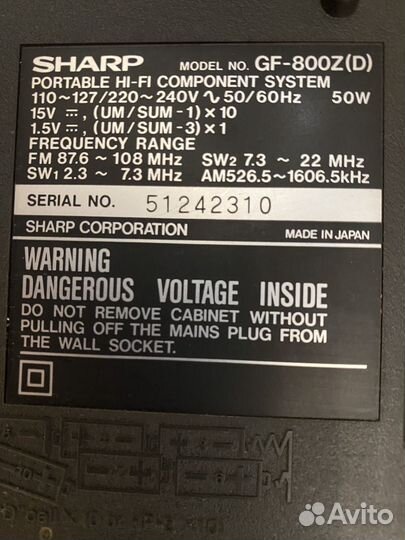 SHARP MODEL NO. GF-800Z(D)
PORTABLE HI-FI COMPONENT SYSTEM
110~127/220~240V ∿ 50/60Hz 50W
15V ⎓, (UM/SUM-1)×10
1.5V ⎓, (UM/SUM-3)×1
FREQUENCY RANGE
FM 87.6 ~ 108 MHz SW2 7.3 ~ 22 MHz
SW1 2.3 ~ 7.3 MHz AM526.5~1606.5kHz
SERIAL NO. 51242310
SHARP CORPORATION MADE IN JAPAN
WARNING
DANGEROUS VOLTAGE INSIDE
DO NOT REMOVE CABINET WITHOUT
PULLING OFF THE MAINS PLUG FROM
THE WALL SOCKET.
Avito